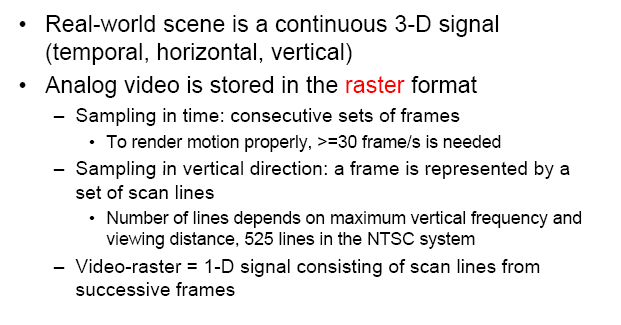 • Real-world scene is a continuous 3-D signal
(temporal, horizontal, vertical)
• Analog video is stored in the raster format
– Sampling in time: consecutive sets of frames
• To render motion properly, >=30 frame/s is needed
– Sampling in vertical direction: a frame is represented by a
set of scan lines
• Number of lines depends on maximum vertical frequency and
viewing distance, 525 lines in the NTSC system
– Video-raster = 1-D signal consisting of scan lines from
successive frames